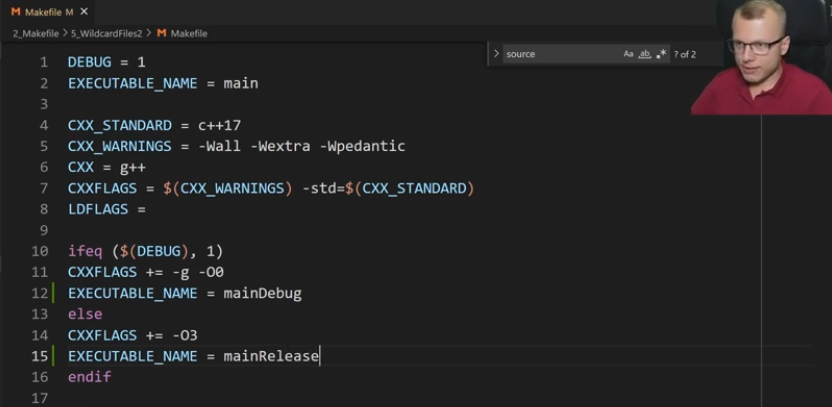 Makefile M
2_Makefile > 5_WildcardFiles2 > Makefile
> source Aa ab .* ? of 2
1 DEBUG = 1
2 EXECUTABLE_NAME = main
3
4 CXX_STANDARD = c++17
5 CXX_WARNINGS = -Wall -Wextra -Wpedantic
6 CXX = g++
7 CXXFLAGS = $(CXX_WARNINGS) -std=$(CXX_STANDARD)
8 LDFLAGS =
9
10 ifeq ($(DEBUG), 1)
11 CXXFLAGS += -g -O0
12 EXECUTABLE_NAME = mainDebug
13 else
14 CXXFLAGS += -O3
15 EXECUTABLE_NAME = mainRelease
16 endif
17